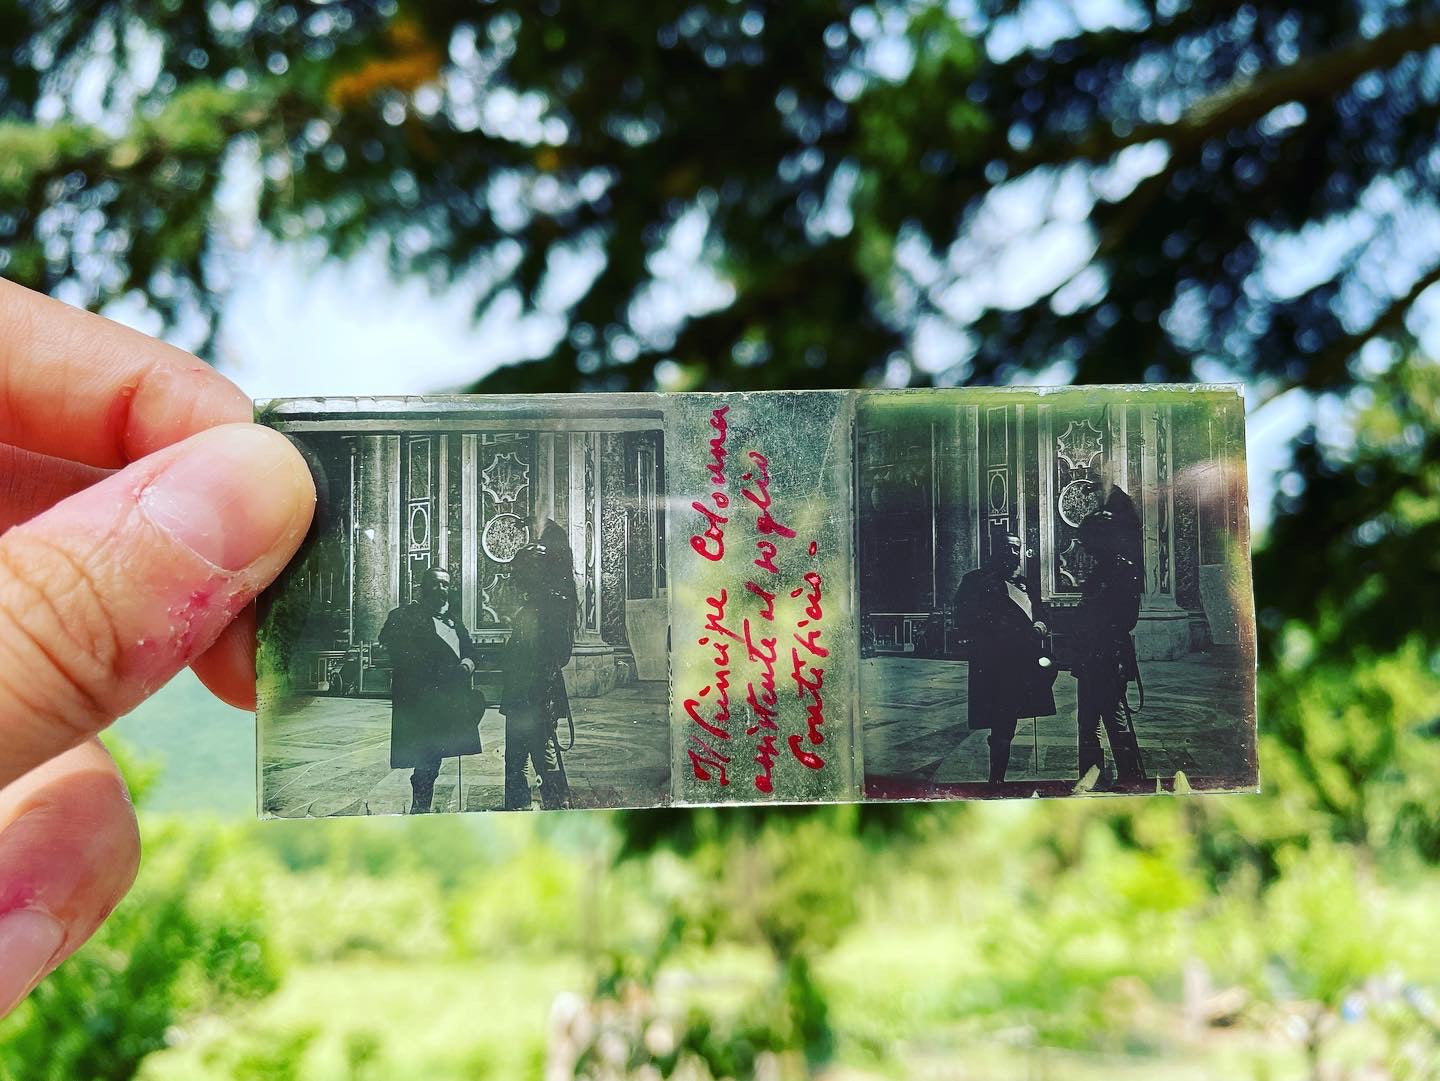 Il Principe Colonna
assistente al soglio
Pontificio.